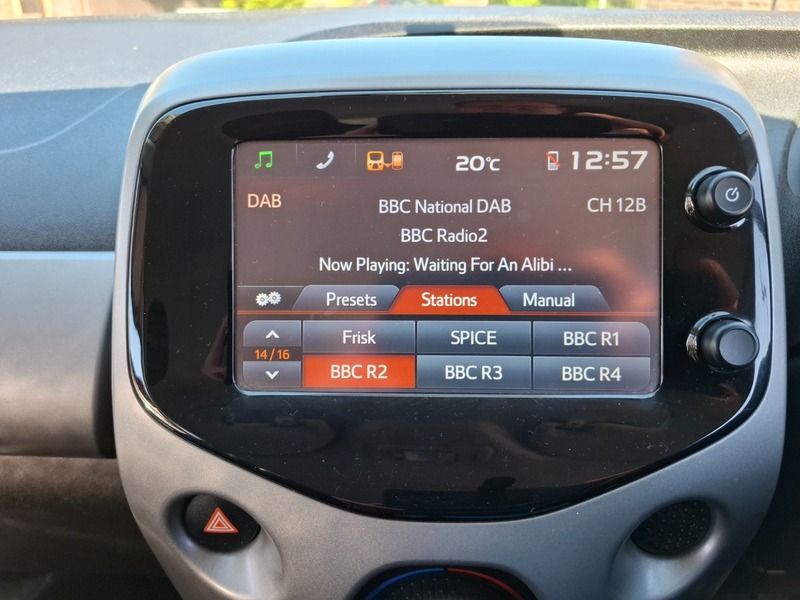 20°C 12:57
DAB BBC National DAB CH 12B
BBC Radio2
Now Playing: Waiting For An Alibi ...
Presets Stations Manual
Frisk SPICE BBC R1
14 / 16
BBC R2 BBC R3 BBC R4